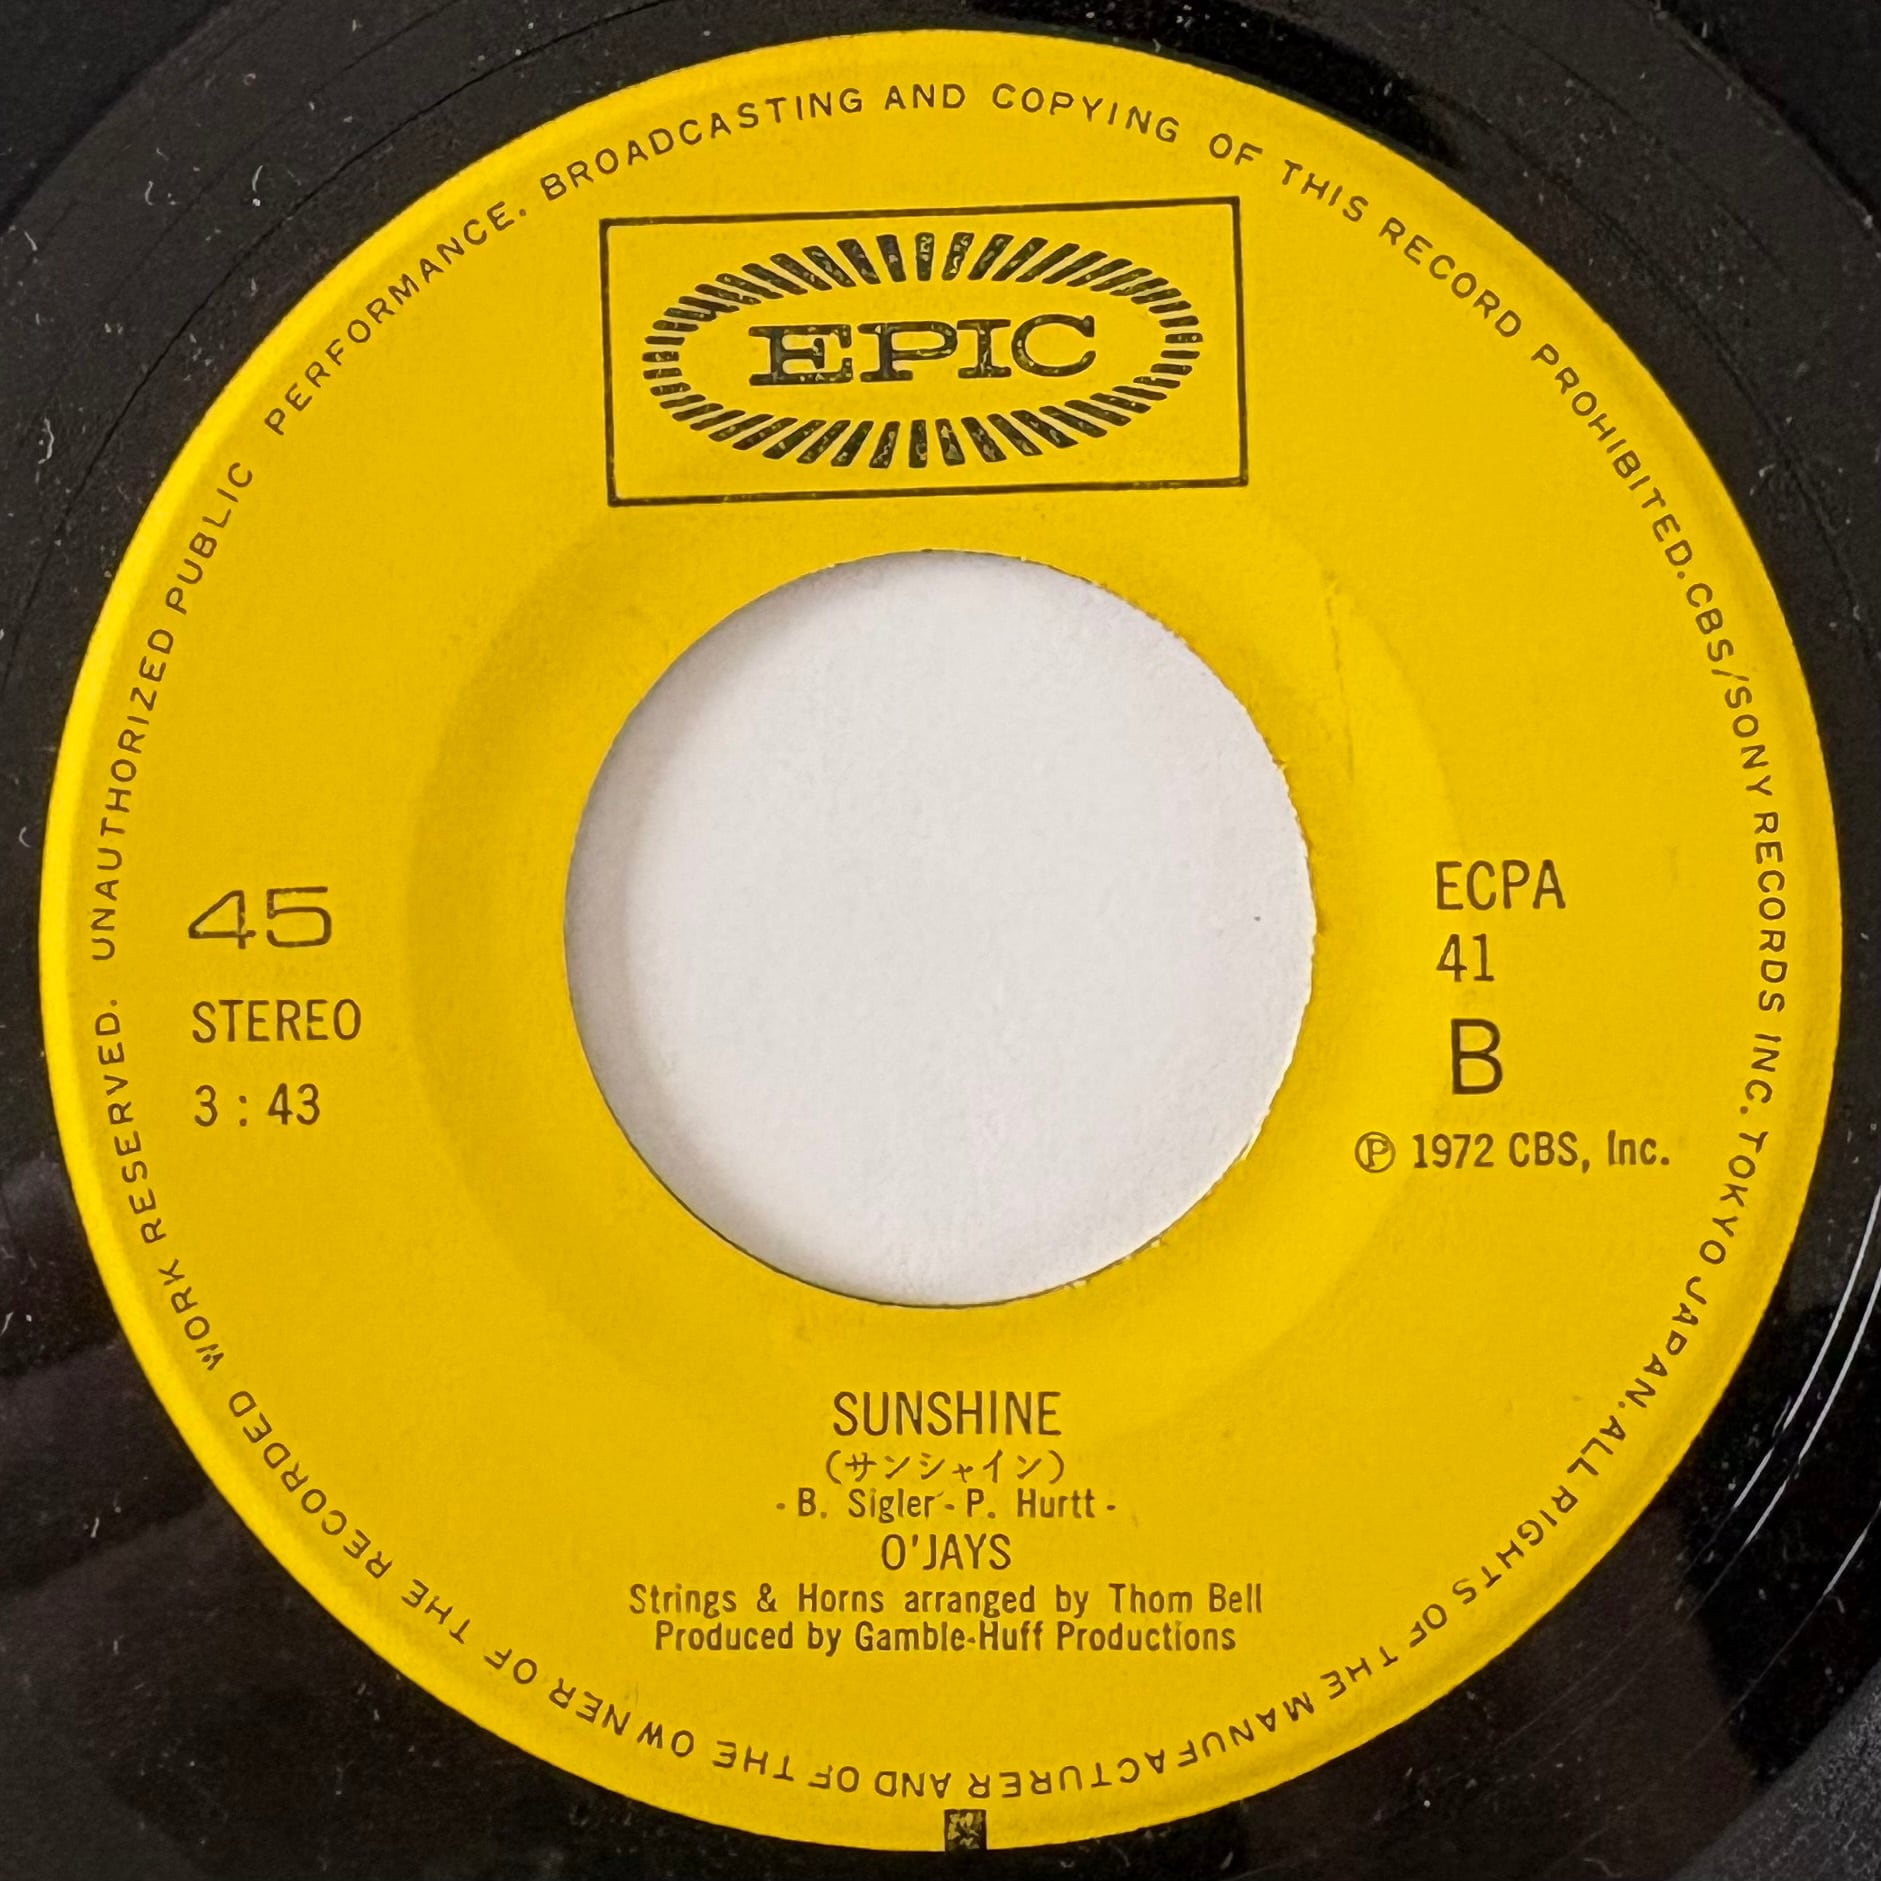 UNAUTHORIZED PUBLIC PERFORMANCE. BROADCASTING AND COPYING OF THIS RECORD PROHIBITED. CBS/SONY RECORDS INC. TOKYO JAPAN. ALL RIGHTS OF THE MANUFACTURER AND OF THE OWNER OF THE RECORDED WORK RESERVED.
EPIC
45
STEREO
3:43
ECPA
41
B
Ⓟ 1972 CBS, Inc.
SUNSHINE
(サンシャイン)
- B. Sigler - P. Hurtt -
O'JAYS
Strings & Horns arranged by Thom Bell
Produced by Gamble-Huff Productions